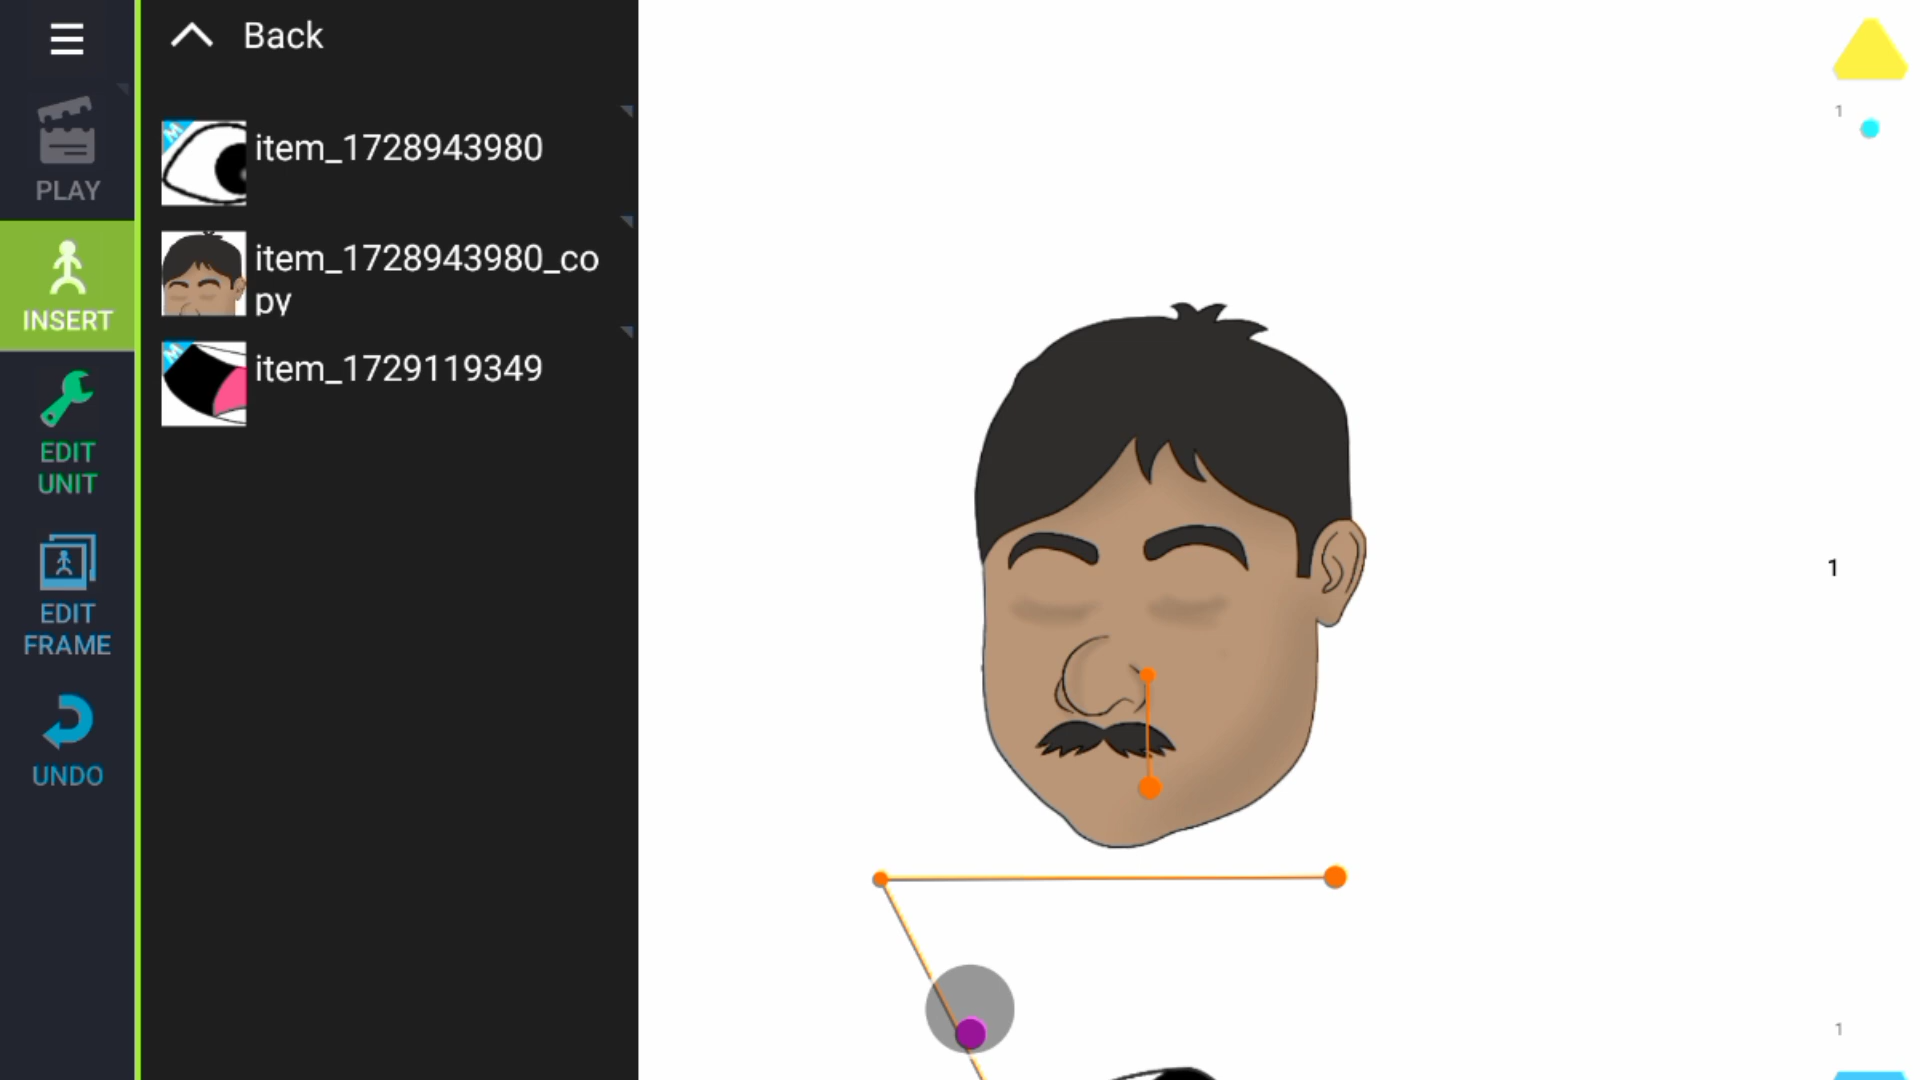 Back
PLAY
INSERT
EDIT
UNIT
EDIT
FRAME
UNDO
M
item_1728943980
item_1728943980_co
py
M
item_1729119349
1
1
1